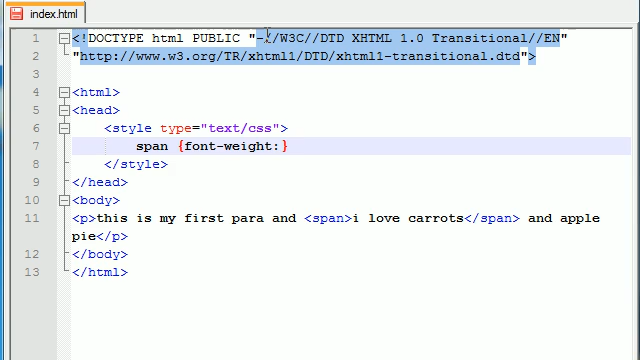 index.html
1 <!DOCTYPE html PUBLIC "-//W3C//DTD XHTML 1.0 Transitional//EN"
2 "http://www.w3.org/TR/xhtml1/DTD/xhtml1-transitional.dtd">
3
4 <html>
5 <head>
6 <style type="text/css">
7 span {font-weight:}
8 </style>
9 </head>
10 <body>
11 <p>this is my first para and <span>i love carrots</span> and apple
pie</p>
12 </body>
13 </html>